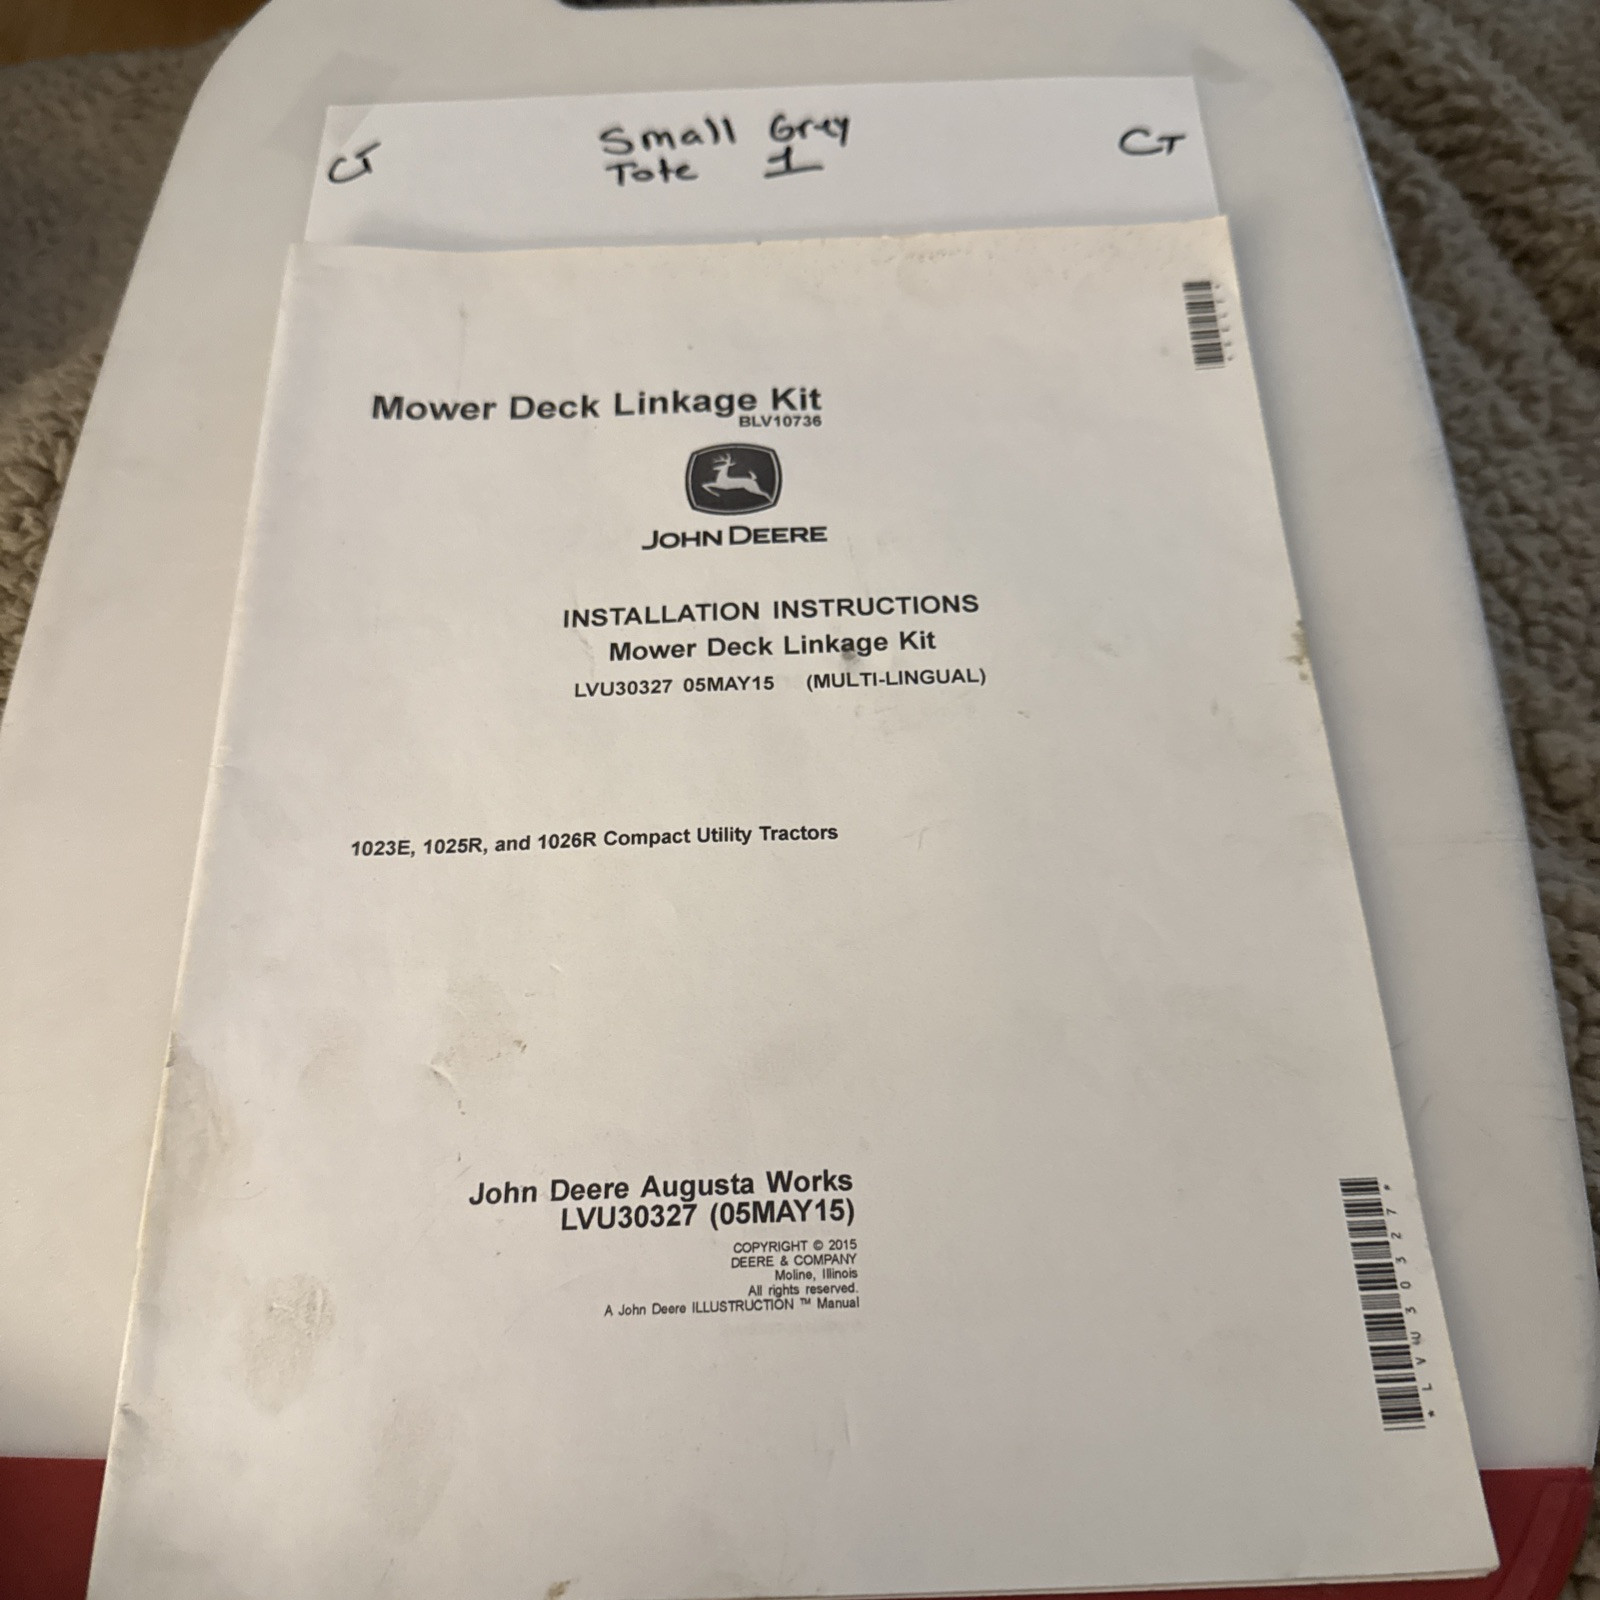 CT
Small Grey
Tote 1
CT
Mower Deck Linkage Kit
BLV10736
JOHN DEERE
INSTALLATION INSTRUCTIONS
Mower Deck Linkage Kit
LVU30327 05MAY15 (MULTI-LINGUAL)
1023E, 1025R, and 1026R Compact Utility Tractors
John Deere Augusta Works
LVU30327 (05MAY15)
COPYRIGHT © 2015
DEERE & COMPANY
Moline, Illinois
All rights reserved.
A John Deere ILLUSTRUCTION ™ Manual
*LVU30327*